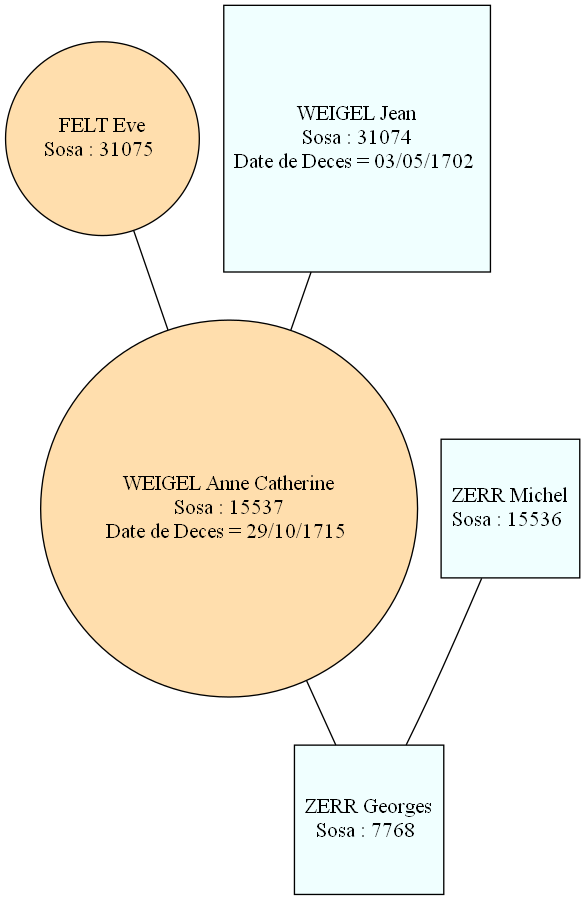 FELT Eve
Sosa : 31075
WEIGEL Jean
Sosa : 31074
Date de Deces = 03/05/1702
WEIGEL Anne Catherine
Sosa : 15537
Date de Deces = 29/10/1715
ZERR Michel
Sosa : 15536
ZERR Georges
Sosa : 7768